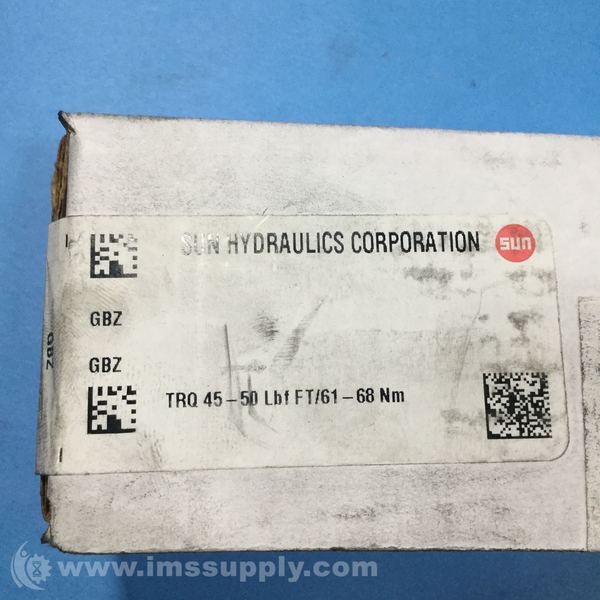 SUN HYDRAULICS CORPORATION sun
GBZ
GBZ
GBZ
TRQ 45-50 Lbf FT/61-68 Nm
www.imssupply.com